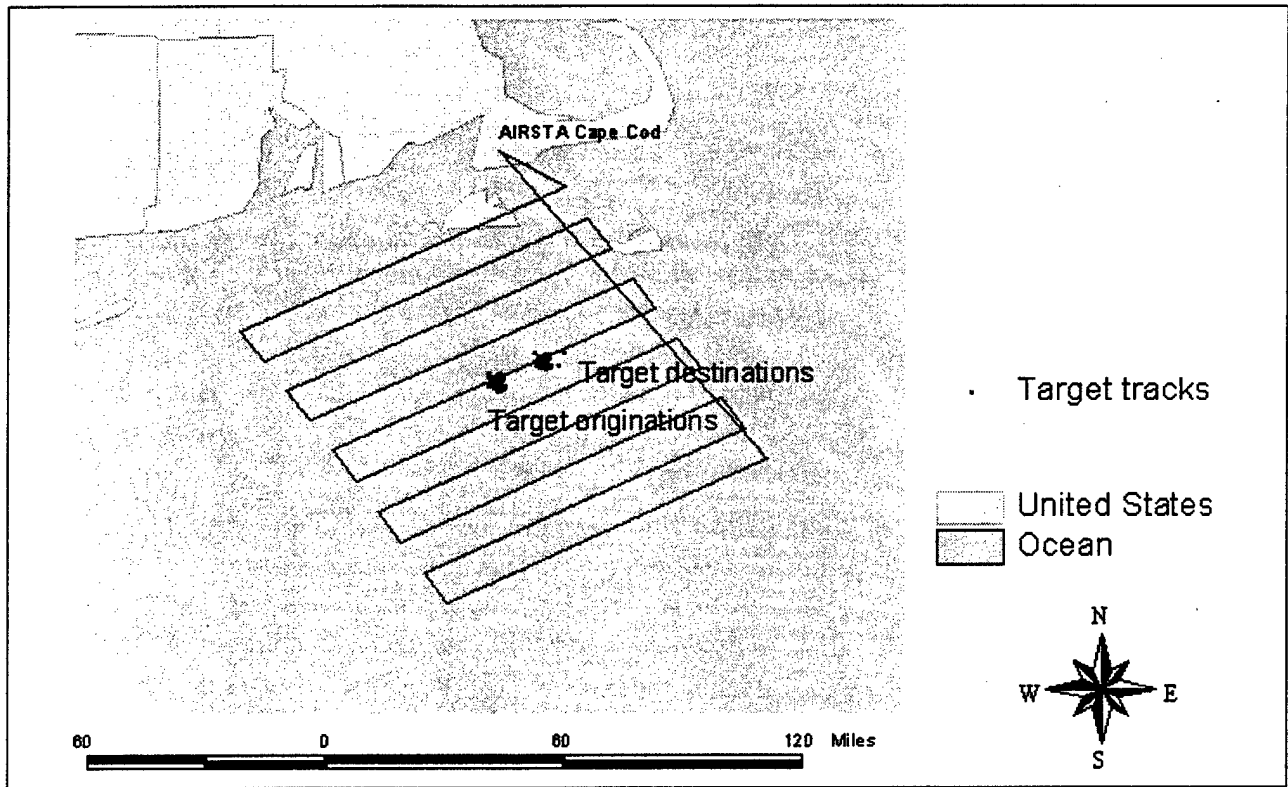 AIRSTA Cape Cod
Target destinations
Target originations
Target tracks
United States
Ocean
N
W E
S
60 0 60 120 Miles